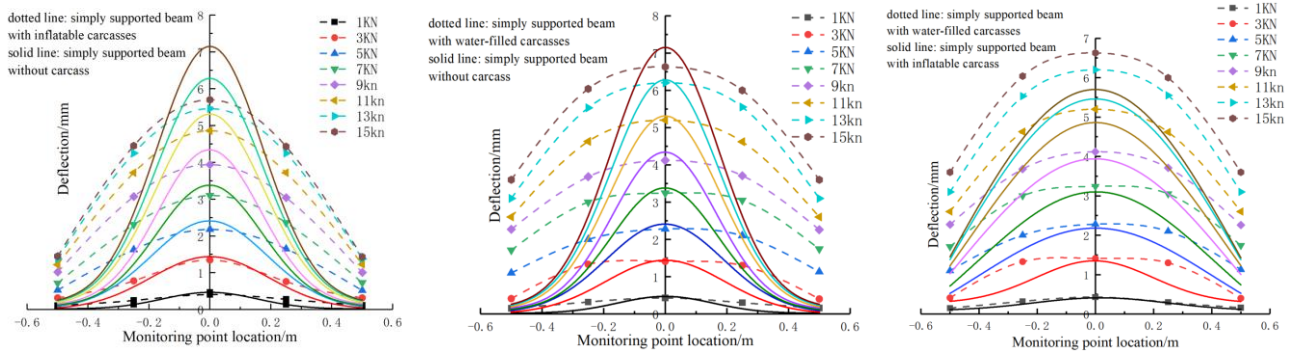 dotted line: simply supported beam
with inflatable carcasses
solid line: simply supported beam
without carcass
8
7
6
5
4
3
2
1
0
Deflection/mm
1KN
3KN
5KN
7KN
9kn
11kn
13kn
15kn
-0.6
-0.4
-0.2
0.0
0.2
0.4
0.6
Monitoring point location/m
dotted line: simply supported beam
with water-filled carcasses
solid line: simply supported beam
without carcass
8
7
6
5
4
3
2
1
0
Deflection/mm
1KN
3KN
5KN
7KN
9kn
11kn
13kn
15kn
-0.6
-0.4
-0.2
0.0
0.2
0.4
0.6
Monitoring point location/m
dotted line: simply supported beam
with water-filled carcasses
solid line: simply supported beam
with inflatable carcass
7
6
5
4
3
2
1
0
Deflection/mm
1KN
3KN
5KN
7KN
9kn
11kn
13kn
15kn
-0.6
-0.4
-0.2
0.0
0.2
0.4
0.6
Monitoring point location/m